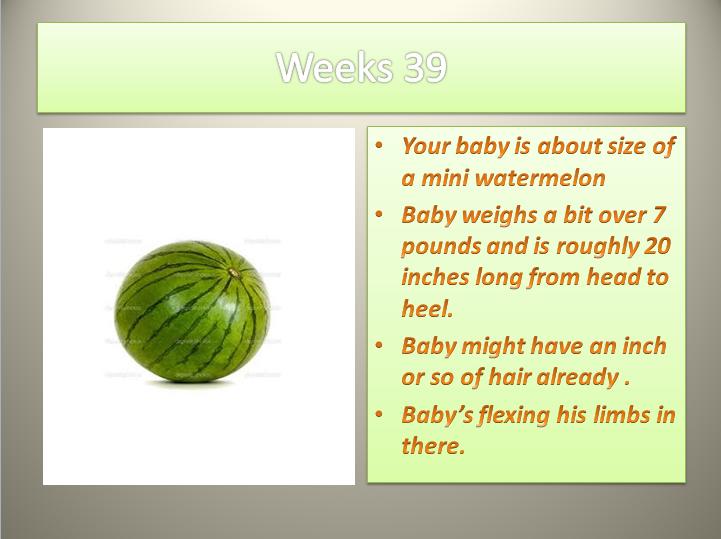 Weeks 39
• Your baby is about size of
a mini watermelon
• Baby weighs a bit over 7
pounds and is roughly 20
inches long from head to
heel.
• Baby might have an inch
or so of hair already .
• Baby’s flexing his limbs in
there.